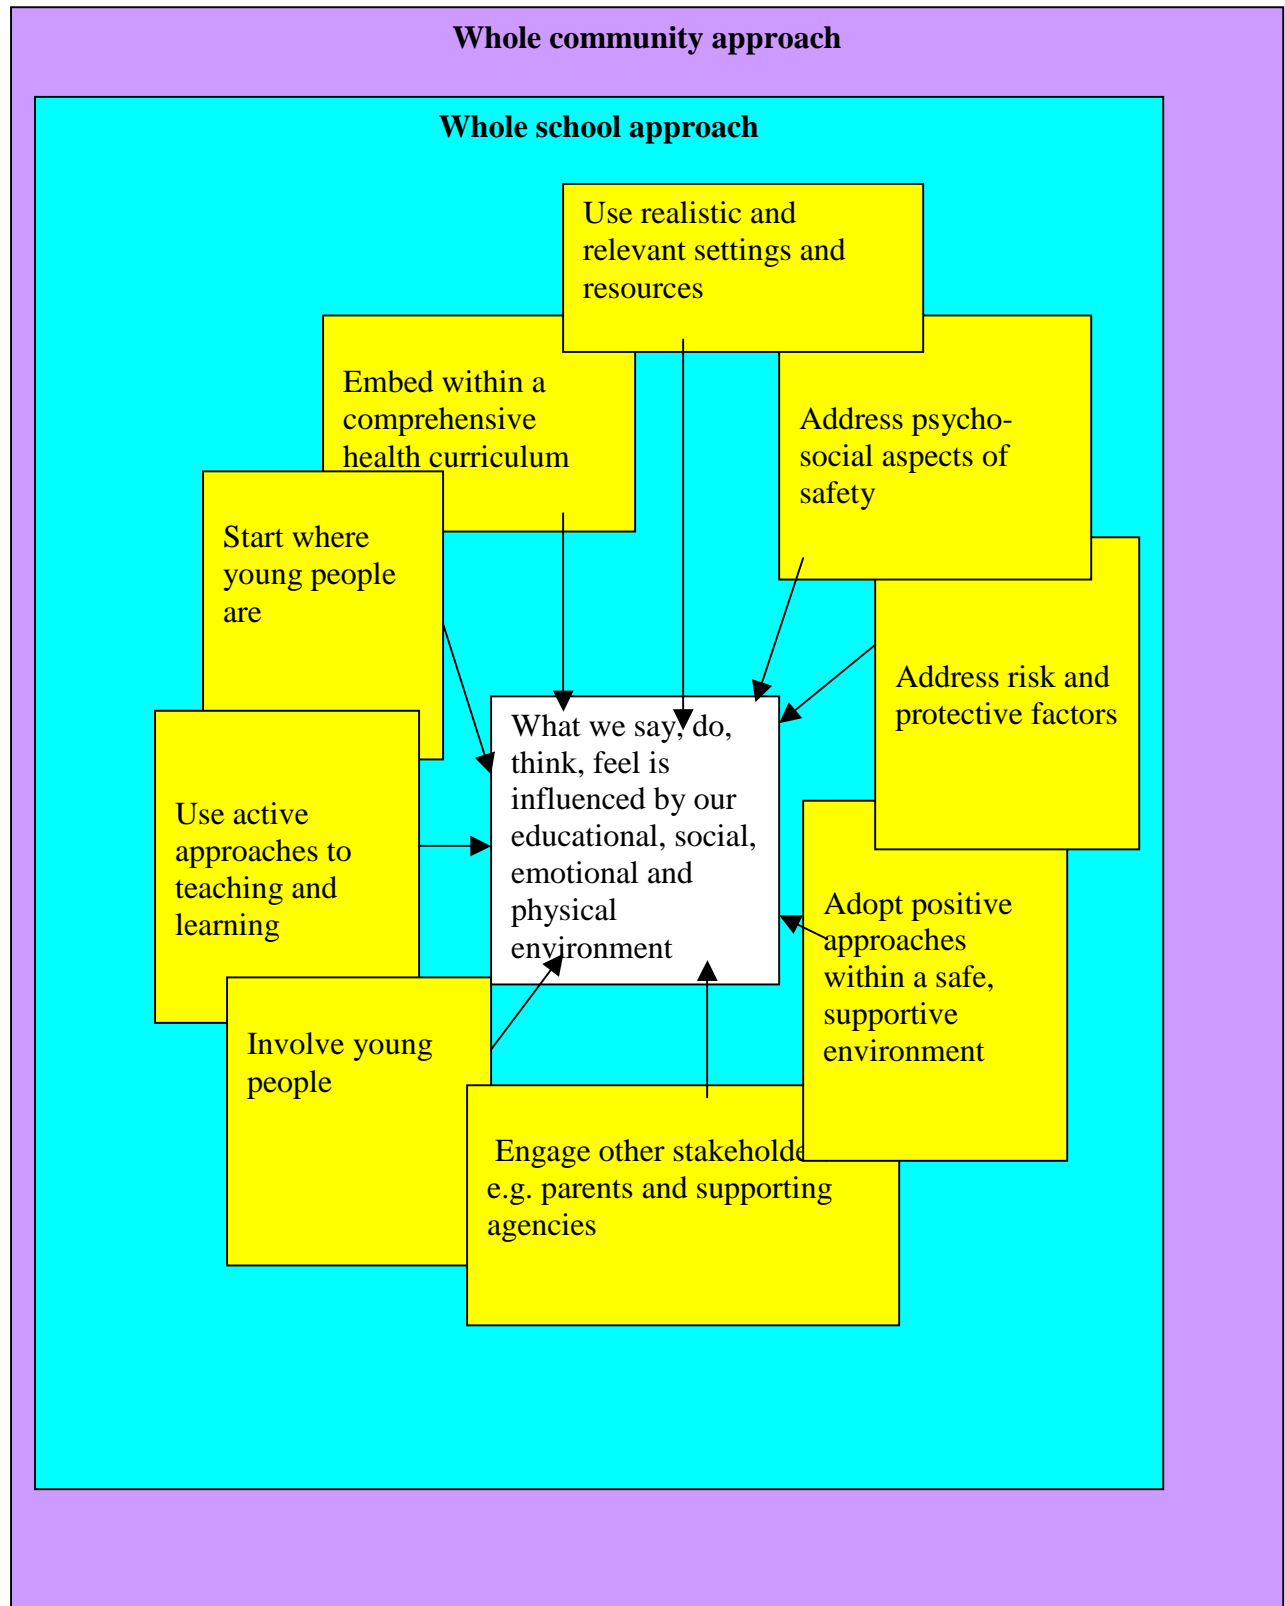 Whole community approach
Whole school approach
Use realistic and
relevant settings and
resources
Embed within a
comprehensive
health curriculum
Address psycho-
social aspects of
safety
Start where
young people
are
Address risk and
protective factors
What we say, do,
think, feel is
influenced by our
educational, social,
emotional and
physical
environment
Use active
approaches to
teaching and
learning
Adopt positive
approaches
within a safe,
supportive
environment
Involve young
people
Engage other stakeholde
e.g. parents and supporting
agencies